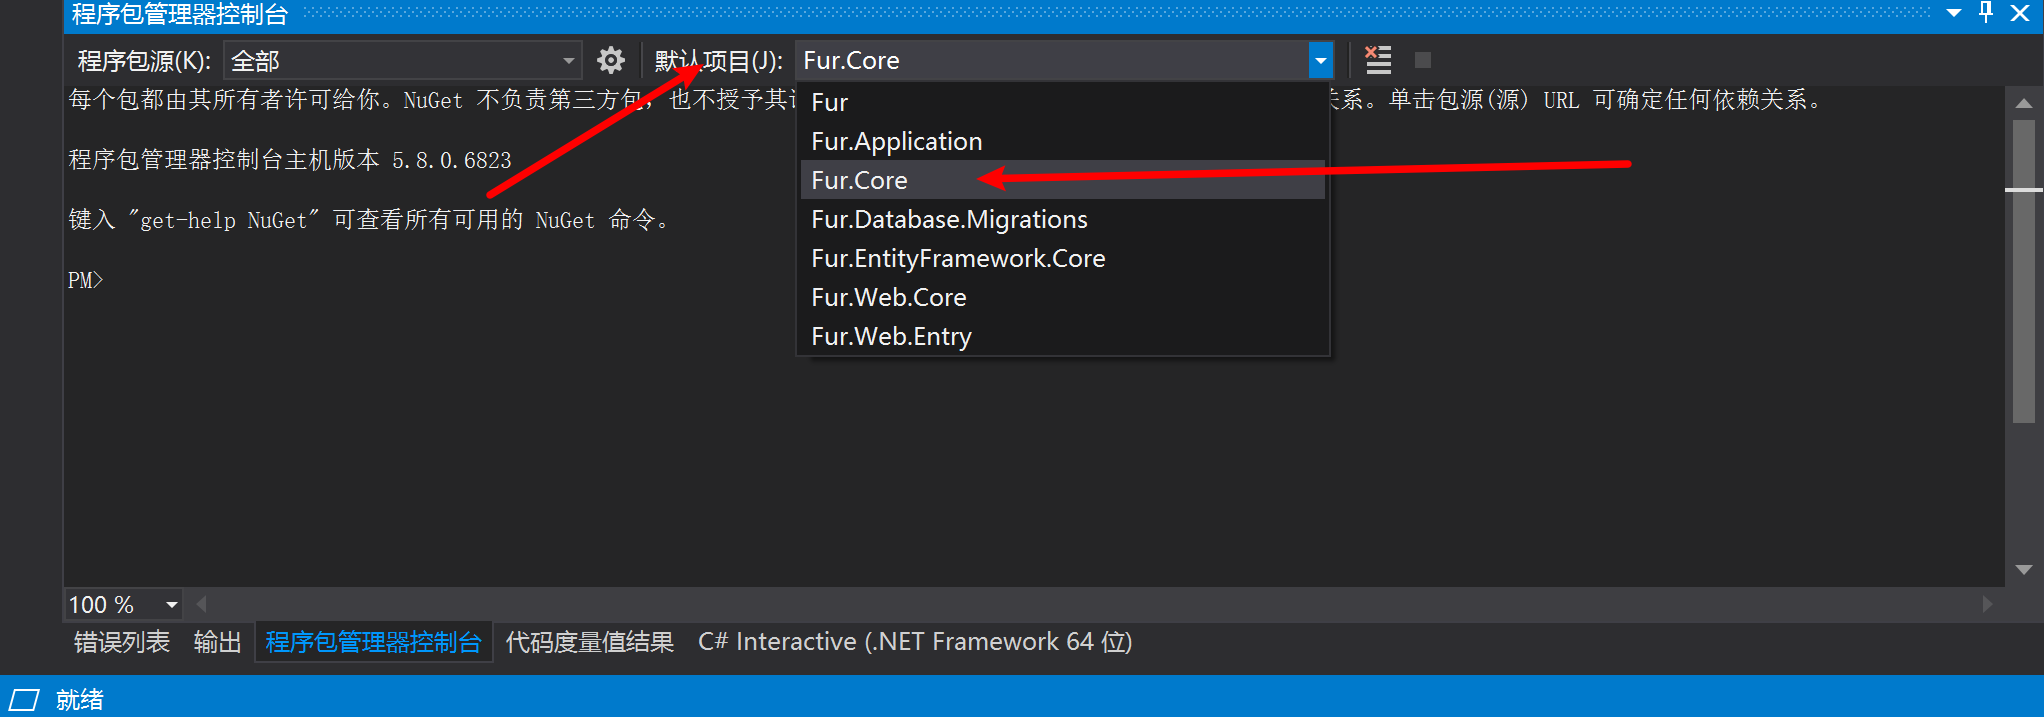 程序包管理器控制台
程序包源(K): 全部 默认项目(J): Fur.Core
每个包都由其所有者许可给你。NuGet 不负责第三方包，也不授予其 关系。单击包源(源) URL 可确定任何依赖关系。
Fur
Fur.Application
程序包管理器控制台主机版本 5.8.0.6823
Fur.Core
键入 "get-help NuGet" 可查看所有可用的 NuGet 命令。
Fur.Database.Migrations
Fur.EntityFramework.Core
PM>
Fur.Web.Core
Fur.Web.Entry
100 %
错误列表 输出 程序包管理器控制台 代码度量值结果 C# Interactive (.NET Framework 64 位)
就绪